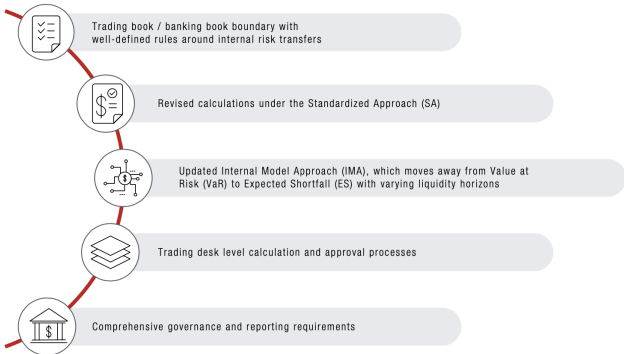 Trading book / banking book boundary with
well-defined rules around internal risk transfers
$
Revised calculations under the Standardized Approach (SA)
$
Updated Internal Model Approach (IMA), which moves away from Value at
Risk (VaR) to Expected Shortfall (ES) with varying liquidity horizons
Trading desk level calculation and approval processes
$
Comprehensive governance and reporting requirements